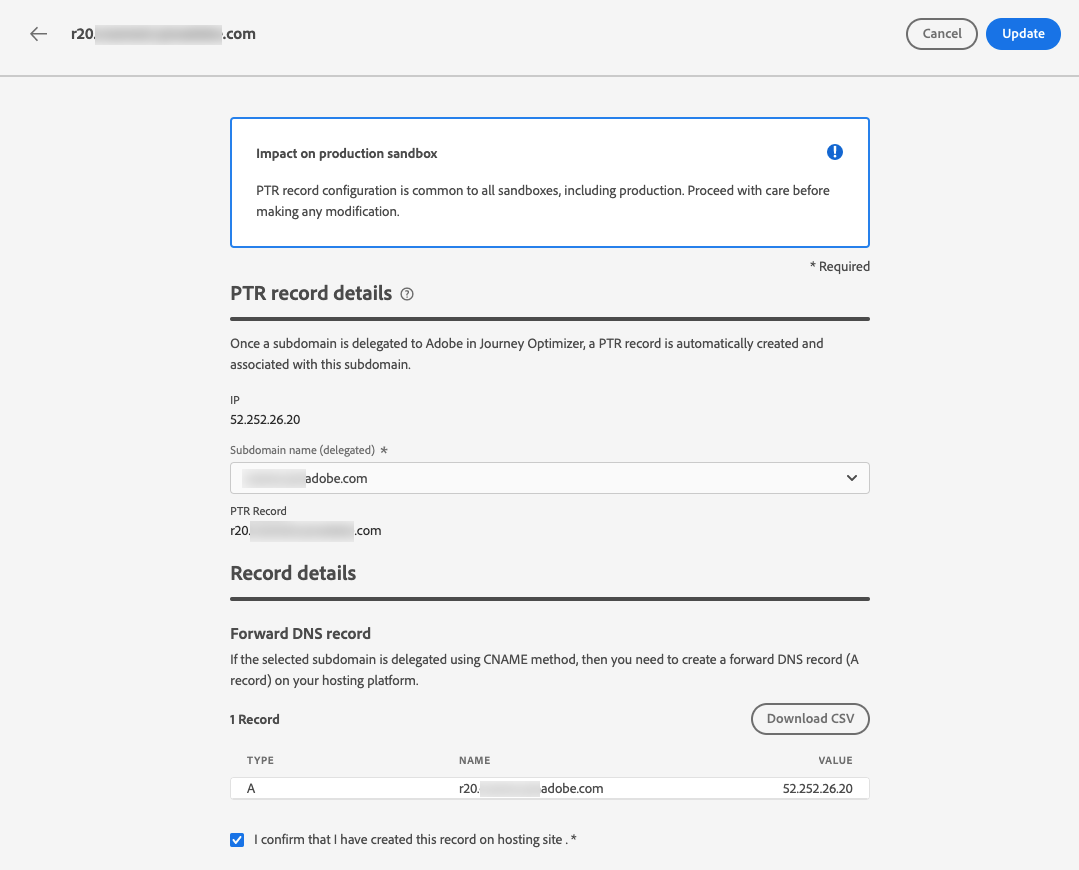 r20. .com
Cancel
Update
Impact on production sandbox
PTR record configuration is common to all sandboxes, including production. Proceed with care before
making any modification.
* Required
PTR record details
Once a subdomain is delegated to Adobe in Journey Optimizer, a PTR record is automatically created and
associated with this subdomain.
IP
52.252.26.20
Subdomain name (delegated) *
adobe.com
PTR Record
r20. .com
Record details
Forward DNS record
If the selected subdomain is delegated using CNAME method, then you need to create a forward DNS record (A
record) on your hosting platform.
1 Record
Download CSV
TYPE NAME VALUE
A r20. adobe.com 52.252.26.20
I confirm that I have created this record on hosting site . *